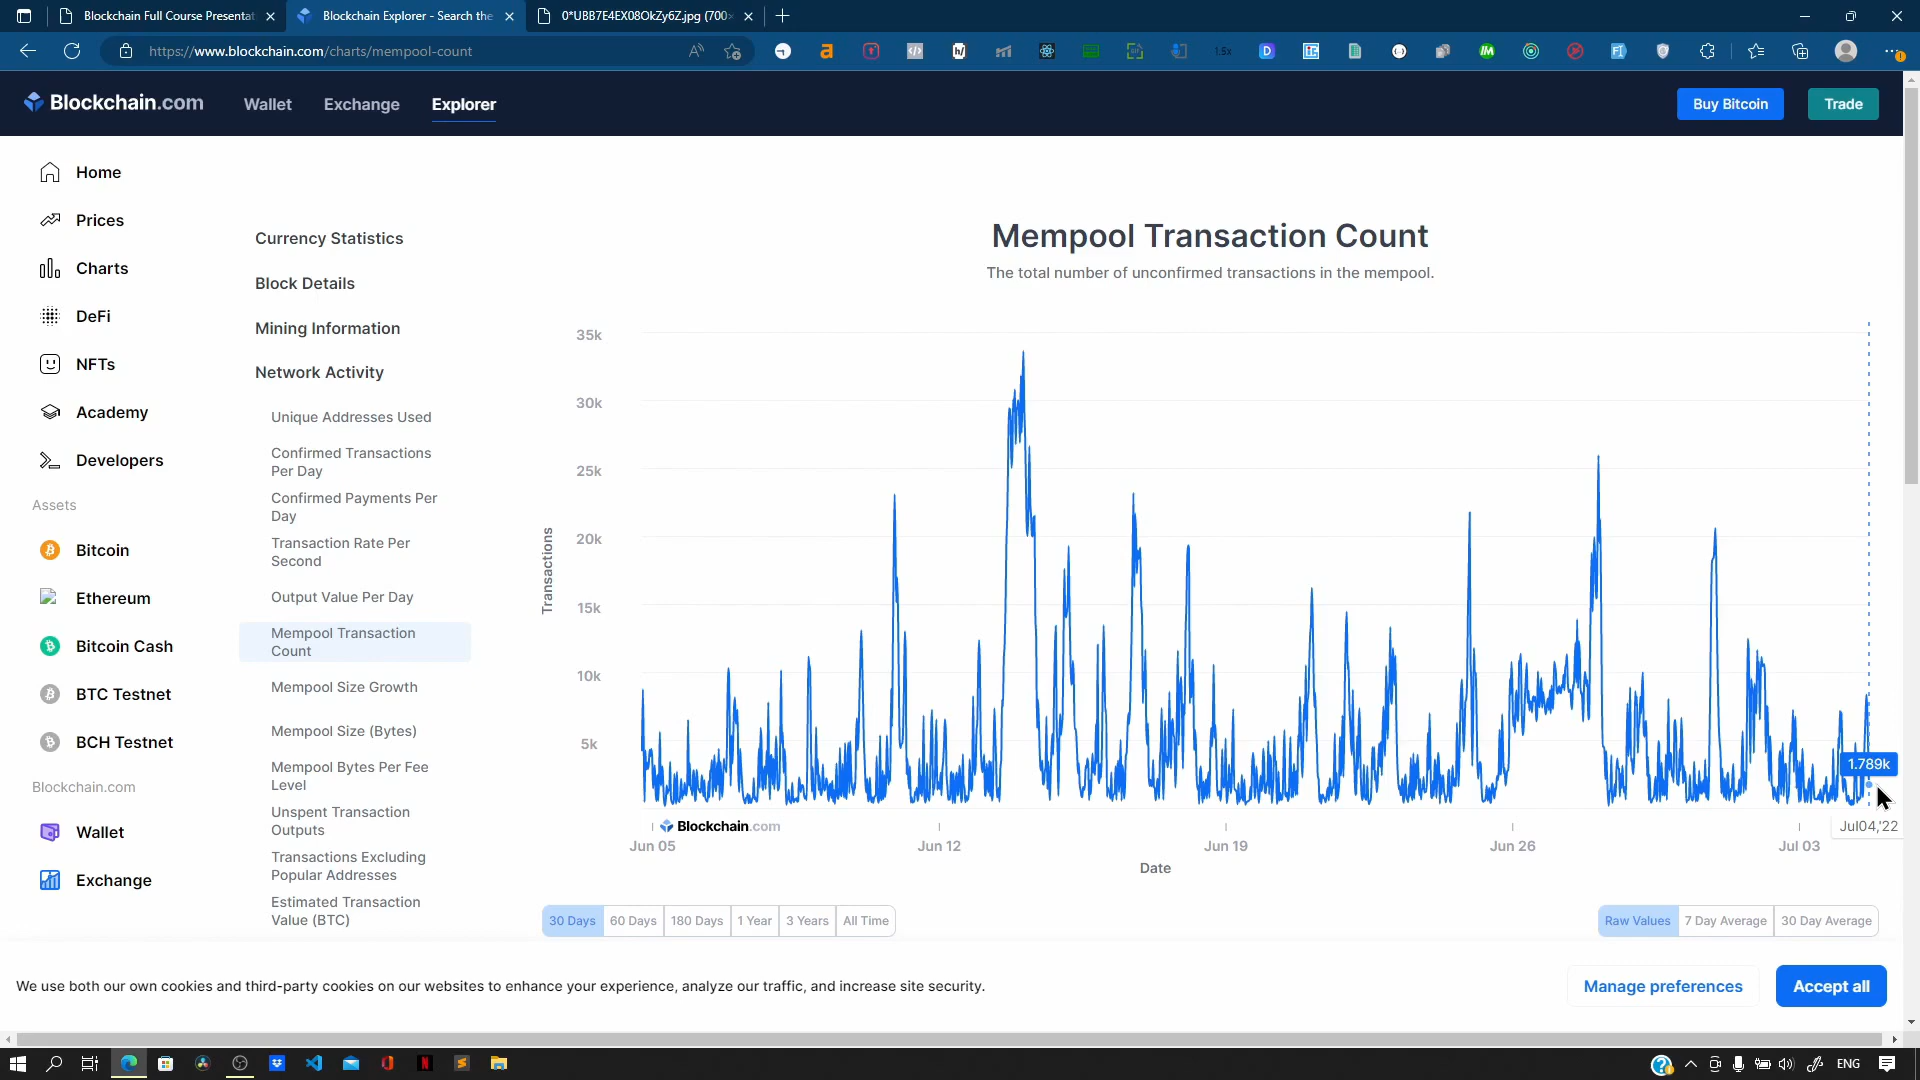 Blockchain Full Course Presentat
Blockchain Explorer - Search the
0*UBB7E4EX08OkZy6Z.jpg (700×
https://www.blockchain.com/charts/mempool-count
Blockchain.com
Wallet
Exchange
Explorer
Buy Bitcoin
Trade
Home
Prices
Charts
DeFi
NFTs
Academy
Developers
Assets
Bitcoin
Ethereum
Bitcoin Cash
BTC Testnet
BCH Testnet
Blockchain.com
Wallet
Exchange
Currency Statistics
Block Details
Mining Information
Network Activity
Unique Addresses Used
Confirmed Transactions
Per Day
Confirmed Payments Per
Day
Transaction Rate Per
Second
Output Value Per Day
Mempool Transaction
Count
Mempool Size Growth
Mempool Size (Bytes)
Mempool Bytes Per Fee
Level
Unspent Transaction
Outputs
Transactions Excluding
Popular Addresses
Estimated Transaction
Value (BTC)
Mempool Transaction Count
The total number of unconfirmed transactions in the mempool.
35k
30k
25k
20k
15k
10k
5k
Transactions
1.789k
Blockchain.com
Jul04,'22
Jun 05
Jun 12
Jun 19
Jun 26
Jul 03
Date
30 Days
60 Days
180 Days
1 Year
3 Years
All Time
Raw Values
7 Day Average
30 Day Average
We use both our own cookies and third-party cookies on our websites to enhance your experience, analyze our traffic, and increase site security.
Manage preferences
Accept all
ENG